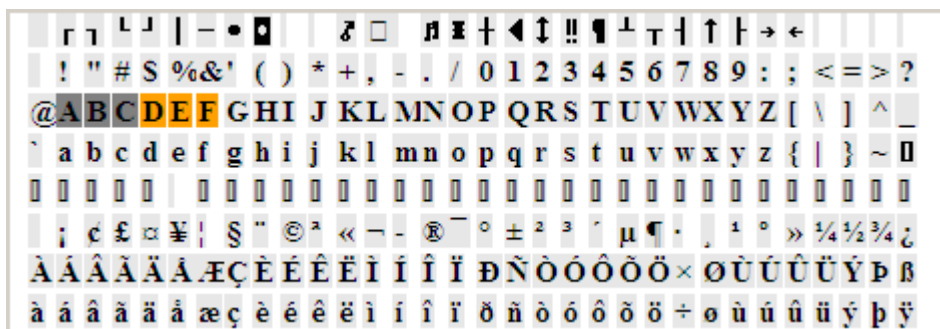 ┌ ┐ └ ┘ │ ─ • ◘ ♪ □ ╂ ◄ ↕ ‼ ¶ ┴ ┬ ┤ ↑ ├ → ←
! " # $ % & ' ( ) * + , - . / 0 1 2 3 4 5 6 7 8 9 : ; < = > ?
@ A B C D E F G H I J K L M N O P Q R S T U V W X Y Z [ \ ] ^ _
` a b c d e f g h i j k l m n o p q r s t u v w x y z { | } ~
¡ ¢ £ ¤ ¥ ¦ § ¨ © ª « ¬ - ® ¯ ° ± ² ³ ´ µ ¶ · ¸ ¹ º » ¼ ½ ¾ ¿
À Á Â Ã Ä Å Æ Ç È É Ê Ë Ì Í Î Ï Ð Ñ Ò Ó Ô Õ Ö × Ø Ù Ú Û Ü Ý Þ ß
à á â ã ä å æ ç è é ê ë ì í î ï ð ñ ò ó ô õ ö ÷ ø ù ú û ü ý þ ÿ